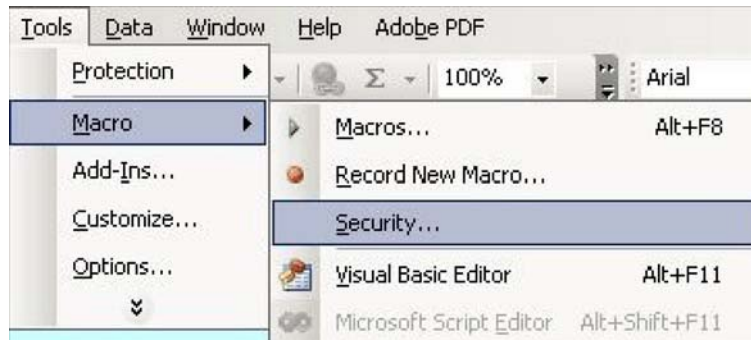 Tools Data Window Help Adobe PDF
Protection
100% Arial
Macro
Macros... Alt+F8
Add-Ins...
Record New Macro...
Customize...
Security...
Options...
Visual Basic Editor Alt+F11
Microsoft Script Editor Alt+Shift+F11